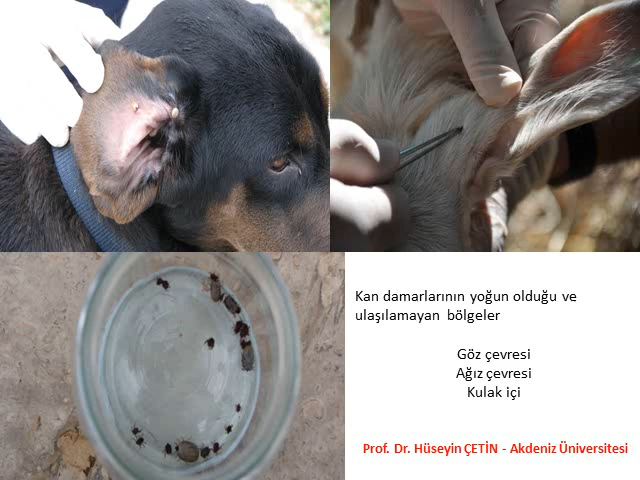 Kan damarlarının yoğun olduğu ve
ulaşılamayan bölgeler
Göz çevresi
Ağız çevresi
Kulak içi
Prof. Dr. Hüseyin ÇETİN - Akdeniz Üniversitesi